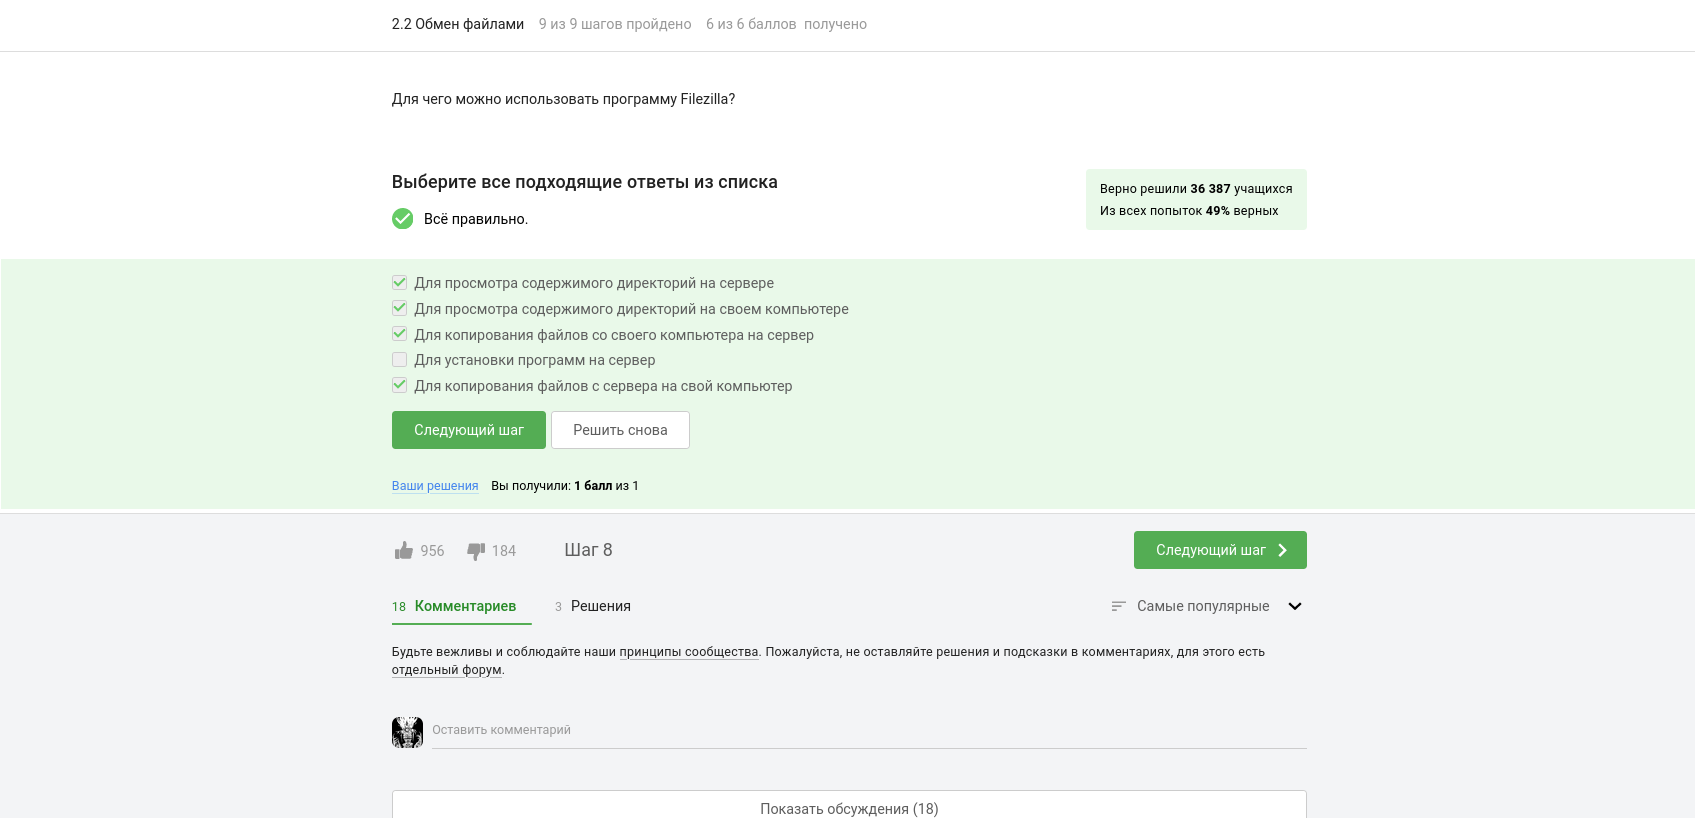 2.2 Обмен файлами 9 из 9 шагов пройдено 6 из 6 баллов получено
Для чего можно использовать программу Filezilla?
Выберите все подходящие ответы из списка
Верно решили 36 387 учащихся
Из всех попыток 49% верных
Всё правильно.
Для просмотра содержимого директорий на сервере
Для просмотра содержимого директорий на своем компьютере
Для копирования файлов со своего компьютера на сервер
Для установки программ на сервер
Для копирования файлов с сервера на свой компьютер
Следующий шаг Решить снова
Ваши решения Вы получили: 1 балл из 1
956 184 Шаг 8 Следующий шаг
18 Комментариев 3 Решения Самые популярные
Будьте вежливы и соблюдайте наши принципы сообщества. Пожалуйста, не оставляйте решения и подсказки в комментариях, для этого есть
отдельный форум.
Оставить комментарий
Показать обсуждения (18)